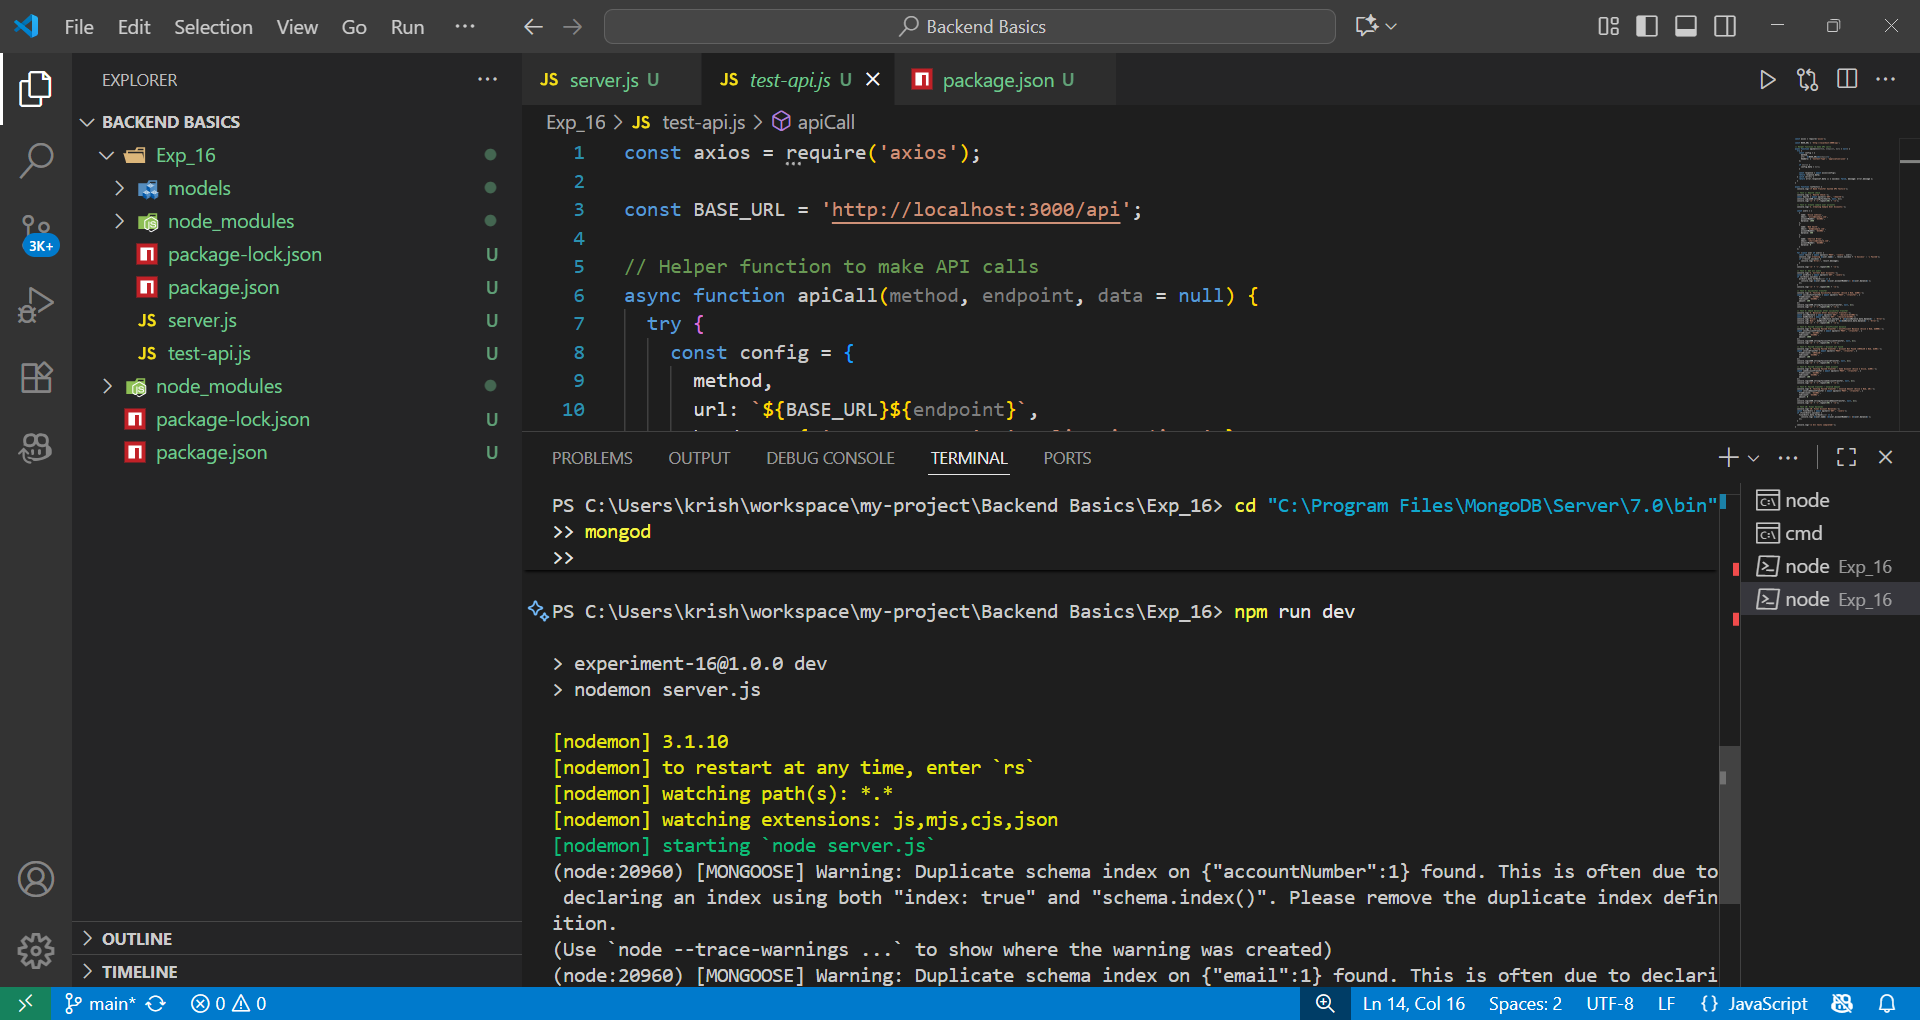 File Edit Selection View Go Run ···
Backend Basics
EXPLORER
BACKEND BASICS
Exp_16
models
node_modules
package-lock.json U
package.json U
JS server.js U
JS test-api.js U
node_modules
package-lock.json U
package.json U
3K+
OUTLINE
TIMELINE
JS server.js U
JS test-api.js U
package.json U
Exp_16 > JS test-api.js > apiCall
1 const axios = require('axios');
2
3 const BASE_URL = 'http://localhost:3000/api';
4
5 // Helper function to make API calls
6 async function apiCall(method, endpoint, data = null) {
7 try {
8 const config = {
9 method,
10 url: `${BASE_URL}${endpoint}`,
PROBLEMS OUTPUT DEBUG CONSOLE TERMINAL PORTS
PS C:\Users\krish\workspace\my-project\Backend Basics\Exp_16> cd "C:\Program Files\MongoDB\Server\7.0\bin"
>> mongod
>>
PS C:\Users\krish\workspace\my-project\Backend Basics\Exp_16> npm run dev
> experiment-16@1.0.0 dev
> nodemon server.js
[nodemon] 3.1.10
[nodemon] to restart at any time, enter `rs`
[nodemon] watching path(s): *.*
[nodemon] watching extensions: js,mjs,cjs,json
[nodemon] starting `node server.js`
(node:20960) [MONGOOSE] Warning: Duplicate schema index on {"accountNumber":1} found. This is often due to
declaring an index using both "index: true" and "schema.index()". Please remove the duplicate index defin
ition.
(Use `node --trace-warnings ...` to show where the warning was created)
(node:20960) [MONGOOSE] Warning: Duplicate schema index on {"email":1} found. This is often due to declari
node
cmd
node Exp_16
node Exp_16
main* 0 0
Ln 14, Col 16 Spaces: 2 UTF-8 LF {} JavaScript